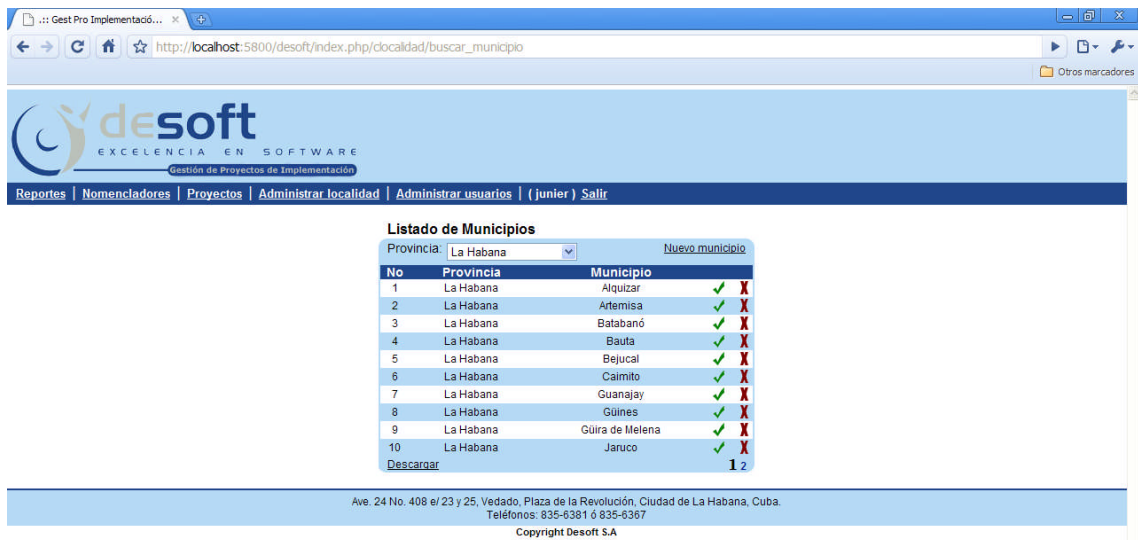 .:: Gest Pro Implementació...
http://localhost:5800/desoft/index.php/clocalidad/buscar_municipio
Otros marcadores
desoft
EXCELENCIA EN SOFTWARE
Gestión de Proyectos de Implementación
Reportes | Nomencladores | Proyectos | Administrar localidad | Administrar usuarios | ( junier ) Salir
Listado de Municipios
Provincia: La Habana Nuevo municipio
No Provincia Municipio
1 La Habana Alquizar
2 La Habana Artemisa
3 La Habana Batabanó
4 La Habana Bauta
5 La Habana Bejucal
6 La Habana Caimito
7 La Habana Guanajay
8 La Habana Güines
9 La Habana Güira de Melena
10 La Habana Jaruco
Descargar 1 2
Ave. 24 No. 408 e/ 23 y 25, Vedado, Plaza de la Revolución, Ciudad de La Habana, Cuba.
Teléfonos: 835-6381 ó 835-6367
Copyright Desoft S.A